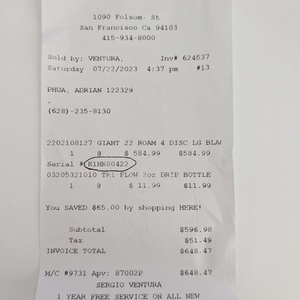 1090 Folsom St
San Francisco Ca 94103
415-934-8000
Sold by: VENTURA, Inv# 624537
Saturday 07/22/2023 4:37 pm #13
PHUA, ADRIAN 122329
,
(628)-235-8130
2202108127 GIANT 22 ROAM 4 DISC LG BLAC
1 @ $ 584.99 $584.99
Serial # K1HK80422
03205321010 TRI FLOW 2oz DRIP BOTTLE
1 @ $ 11.99 $11.99
You SAVED $65.00 by shopping HERE!
Subtotal $596.98
Tax $51.49
INVOICE TOTAL $648.47
M/C #9731 Apv: 87002P $648.47
SERGIO VENTURA
1 YEAR FREE SERVICE ON ALL NEW